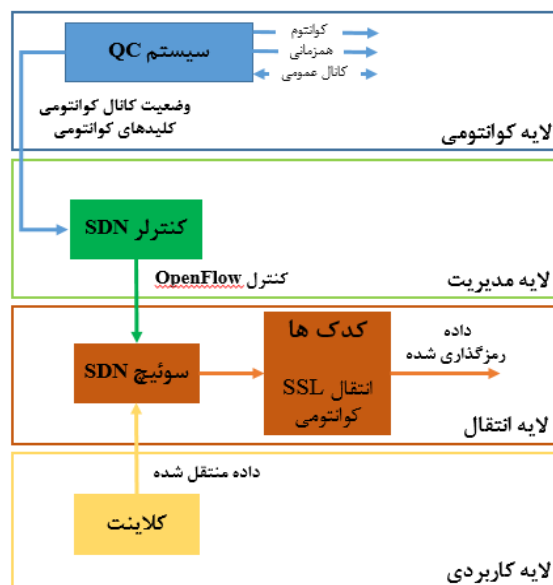 کوانتوم
سیستم QC
همزمانی
کانال عمومی
وضعیت کانال کوانتومی
کلیدهای کوانتومی
لایه کوانتومی
کنترلر SDN
کنترل OpenFlow
لایه مدیریت
کدک ها
انتقال SSL
کوانتومی
داده
رمزگذاری شده
سوئیچ SDN
لایه انتقال
داده منتقل شده
کلاینت
لایه کاربردی